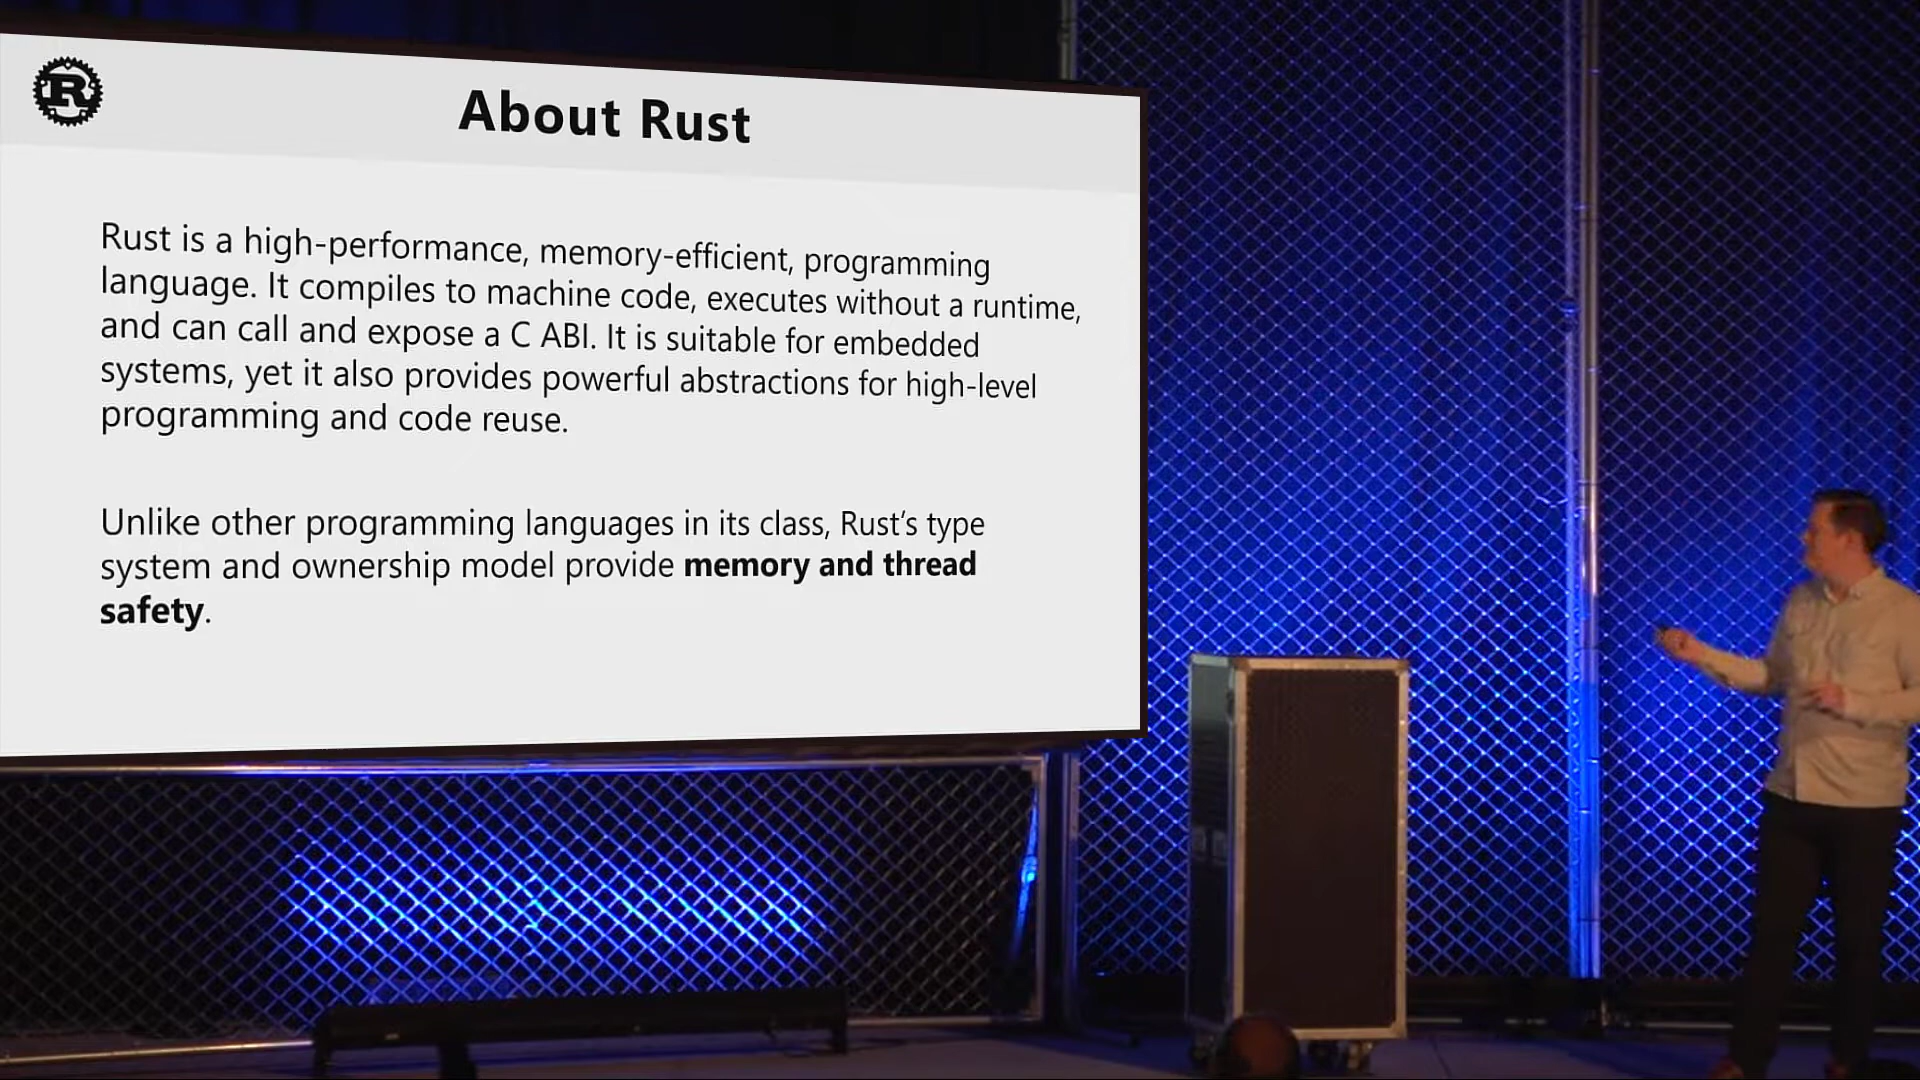 R
About Rust
Rust is a high-performance, memory-efficient, programming
language. It compiles to machine code, executes without a runtime,
and can call and expose a C ABI. It is suitable for embedded
systems, yet it also provides powerful abstractions for high-level
programming and code reuse.
Unlike other programming languages in its class, Rust’s type
system and ownership model provide memory and thread
safety.